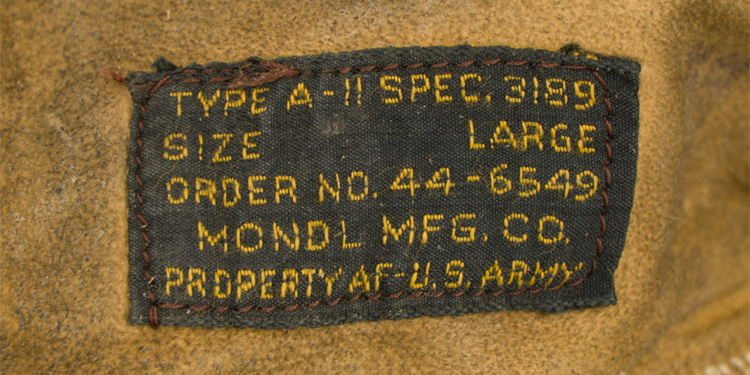 TYPE A-11 SPEC. 3189
SIZE LARGE
ORDER NO. 44-6549
MONDL MFG. CO.
PROPERTY AF-U.S. ARMY